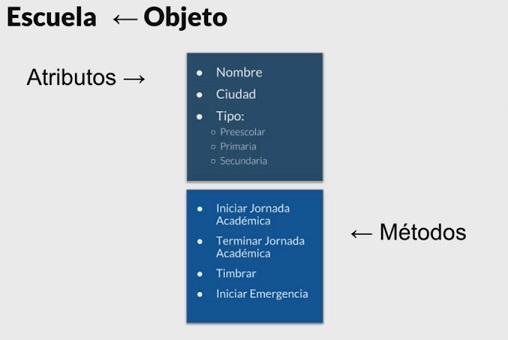 Escuela ← Objeto
Atributos →
● Nombre
● Ciudad
● Tipo:
○ Preescolar
○ Primaria
○ Secundaria
● Iniciar Jornada
Académica
● Terminar Jornada
Académica
● Timbrar
● Iniciar Emergencia
← Métodos